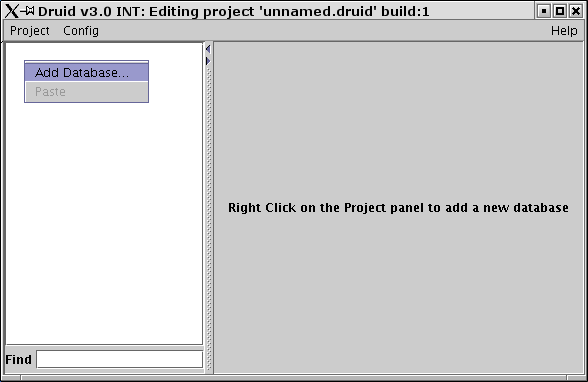 Druid v3.0 INT: Editing project 'unnamed.druid' build:1
Project Config Help
Add Database...
Paste
Right Click on the Project panel to add a new database
Find